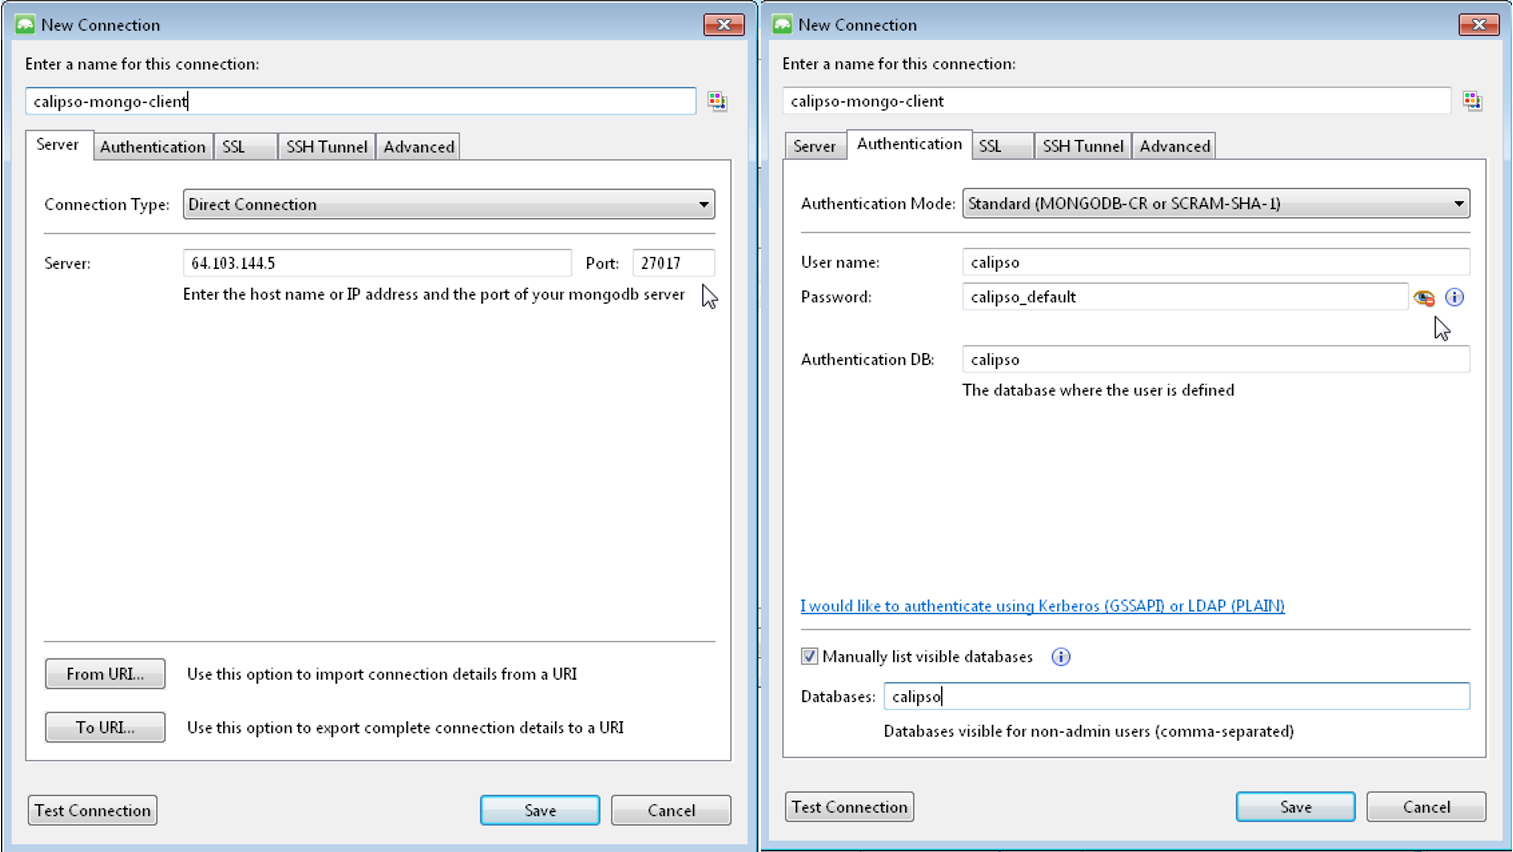 New Connection
Enter a name for this connection:
calipso-mongo-client
Server Authentication SSL SSH Tunnel Advanced
Connection Type: Direct Connection
Server: 64.103.144.5 Port: 27017
Enter the host name or IP address and the port of your mongodb server
From URI... Use this option to import connection details from a URI
To URI... Use this option to export complete connection details to a URI
Test Connection Save Cancel
New Connection
Enter a name for this connection:
calipso-mongo-client
Server Authentication SSL SSH Tunnel Advanced
Authentication Mode: Standard (MONGODB-CR or SCRAM-SHA-1)
User name: calipso
Password: calipso_default
Authentication DB: calipso
The database where the user is defined
I would like to authenticate using Kerberos (GSSAPI) or LDAP (PLAIN)
Manually list visible databases
Databases: calipso
Databases visible for non-admin users (comma-separated)
Test Connection Save Cancel